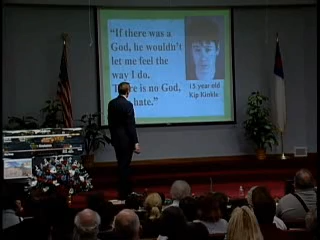 "If there was a
God, he wouldn't
let me feel the
way I do.
There is no God,
hate."
15 year-old
Kip Kinkle